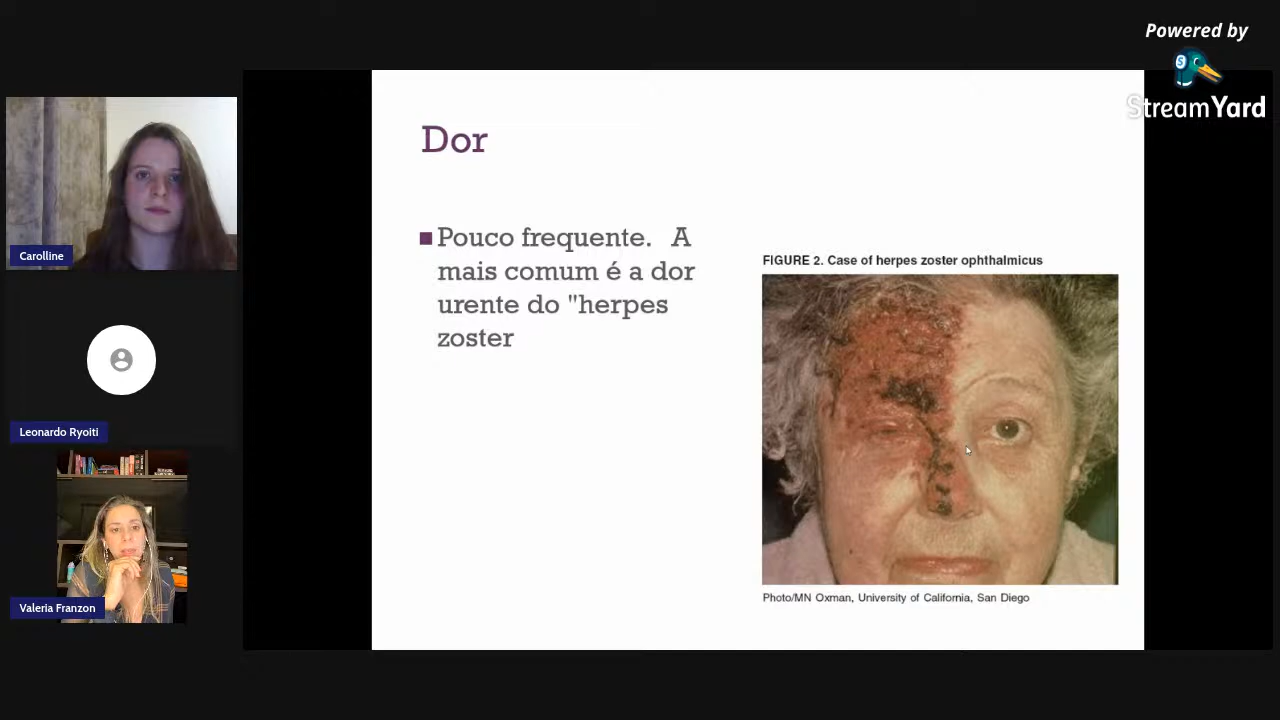 Powered by
StreamYard
Carolline
Leonardo Ryoiti
Valeria Franzon
Dor
Pouco frequente. A
mais comum é a dor
urente do "herpes
zoster
FIGURE 2. Case of herpes zoster ophthalmicus
Photo/MN Oxman, University of California, San Diego